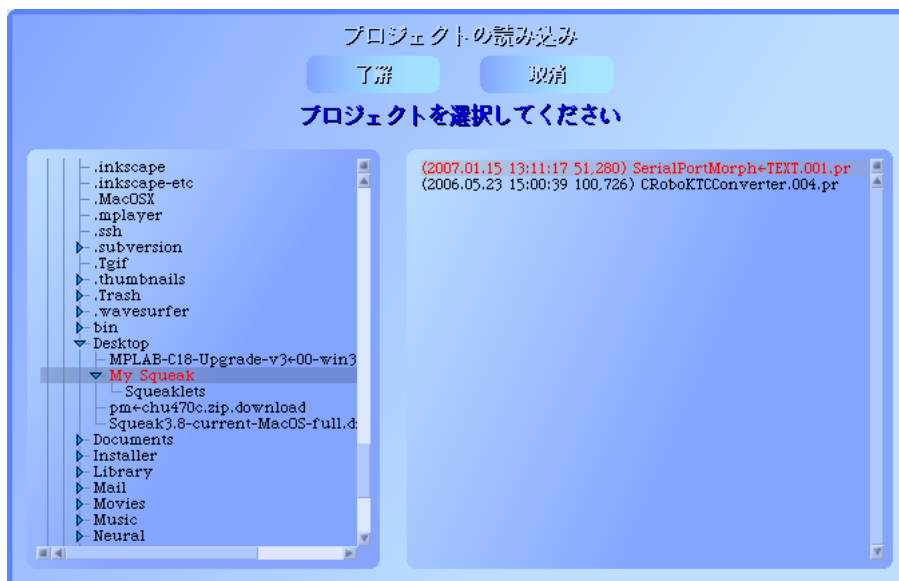 プロジェクトの読み込み
了解
取消
プロジェクトを選択してください
.inkscape
.inkscape-etc
.MacOSX
.mplayer
.ssh
.subversion
.Tgif
.thumbnails
.Trash
.wavesurfer
bin
Desktop
MPLAB-C18-Upgrade-v3←00-win3
My Squeak
Squeaklets
pm←chu470c.zip.download
Squeak3.8-current-MacOS-full.d
Documents
Installer
Library
Mail
Movies
Music
Neural
(2007.01.15 13:11:17 51,280) SerialPortMorph←TEXT.001.pr
(2006.05.23 15:00:39 100,726) CRoboKTCConverter.004.pr